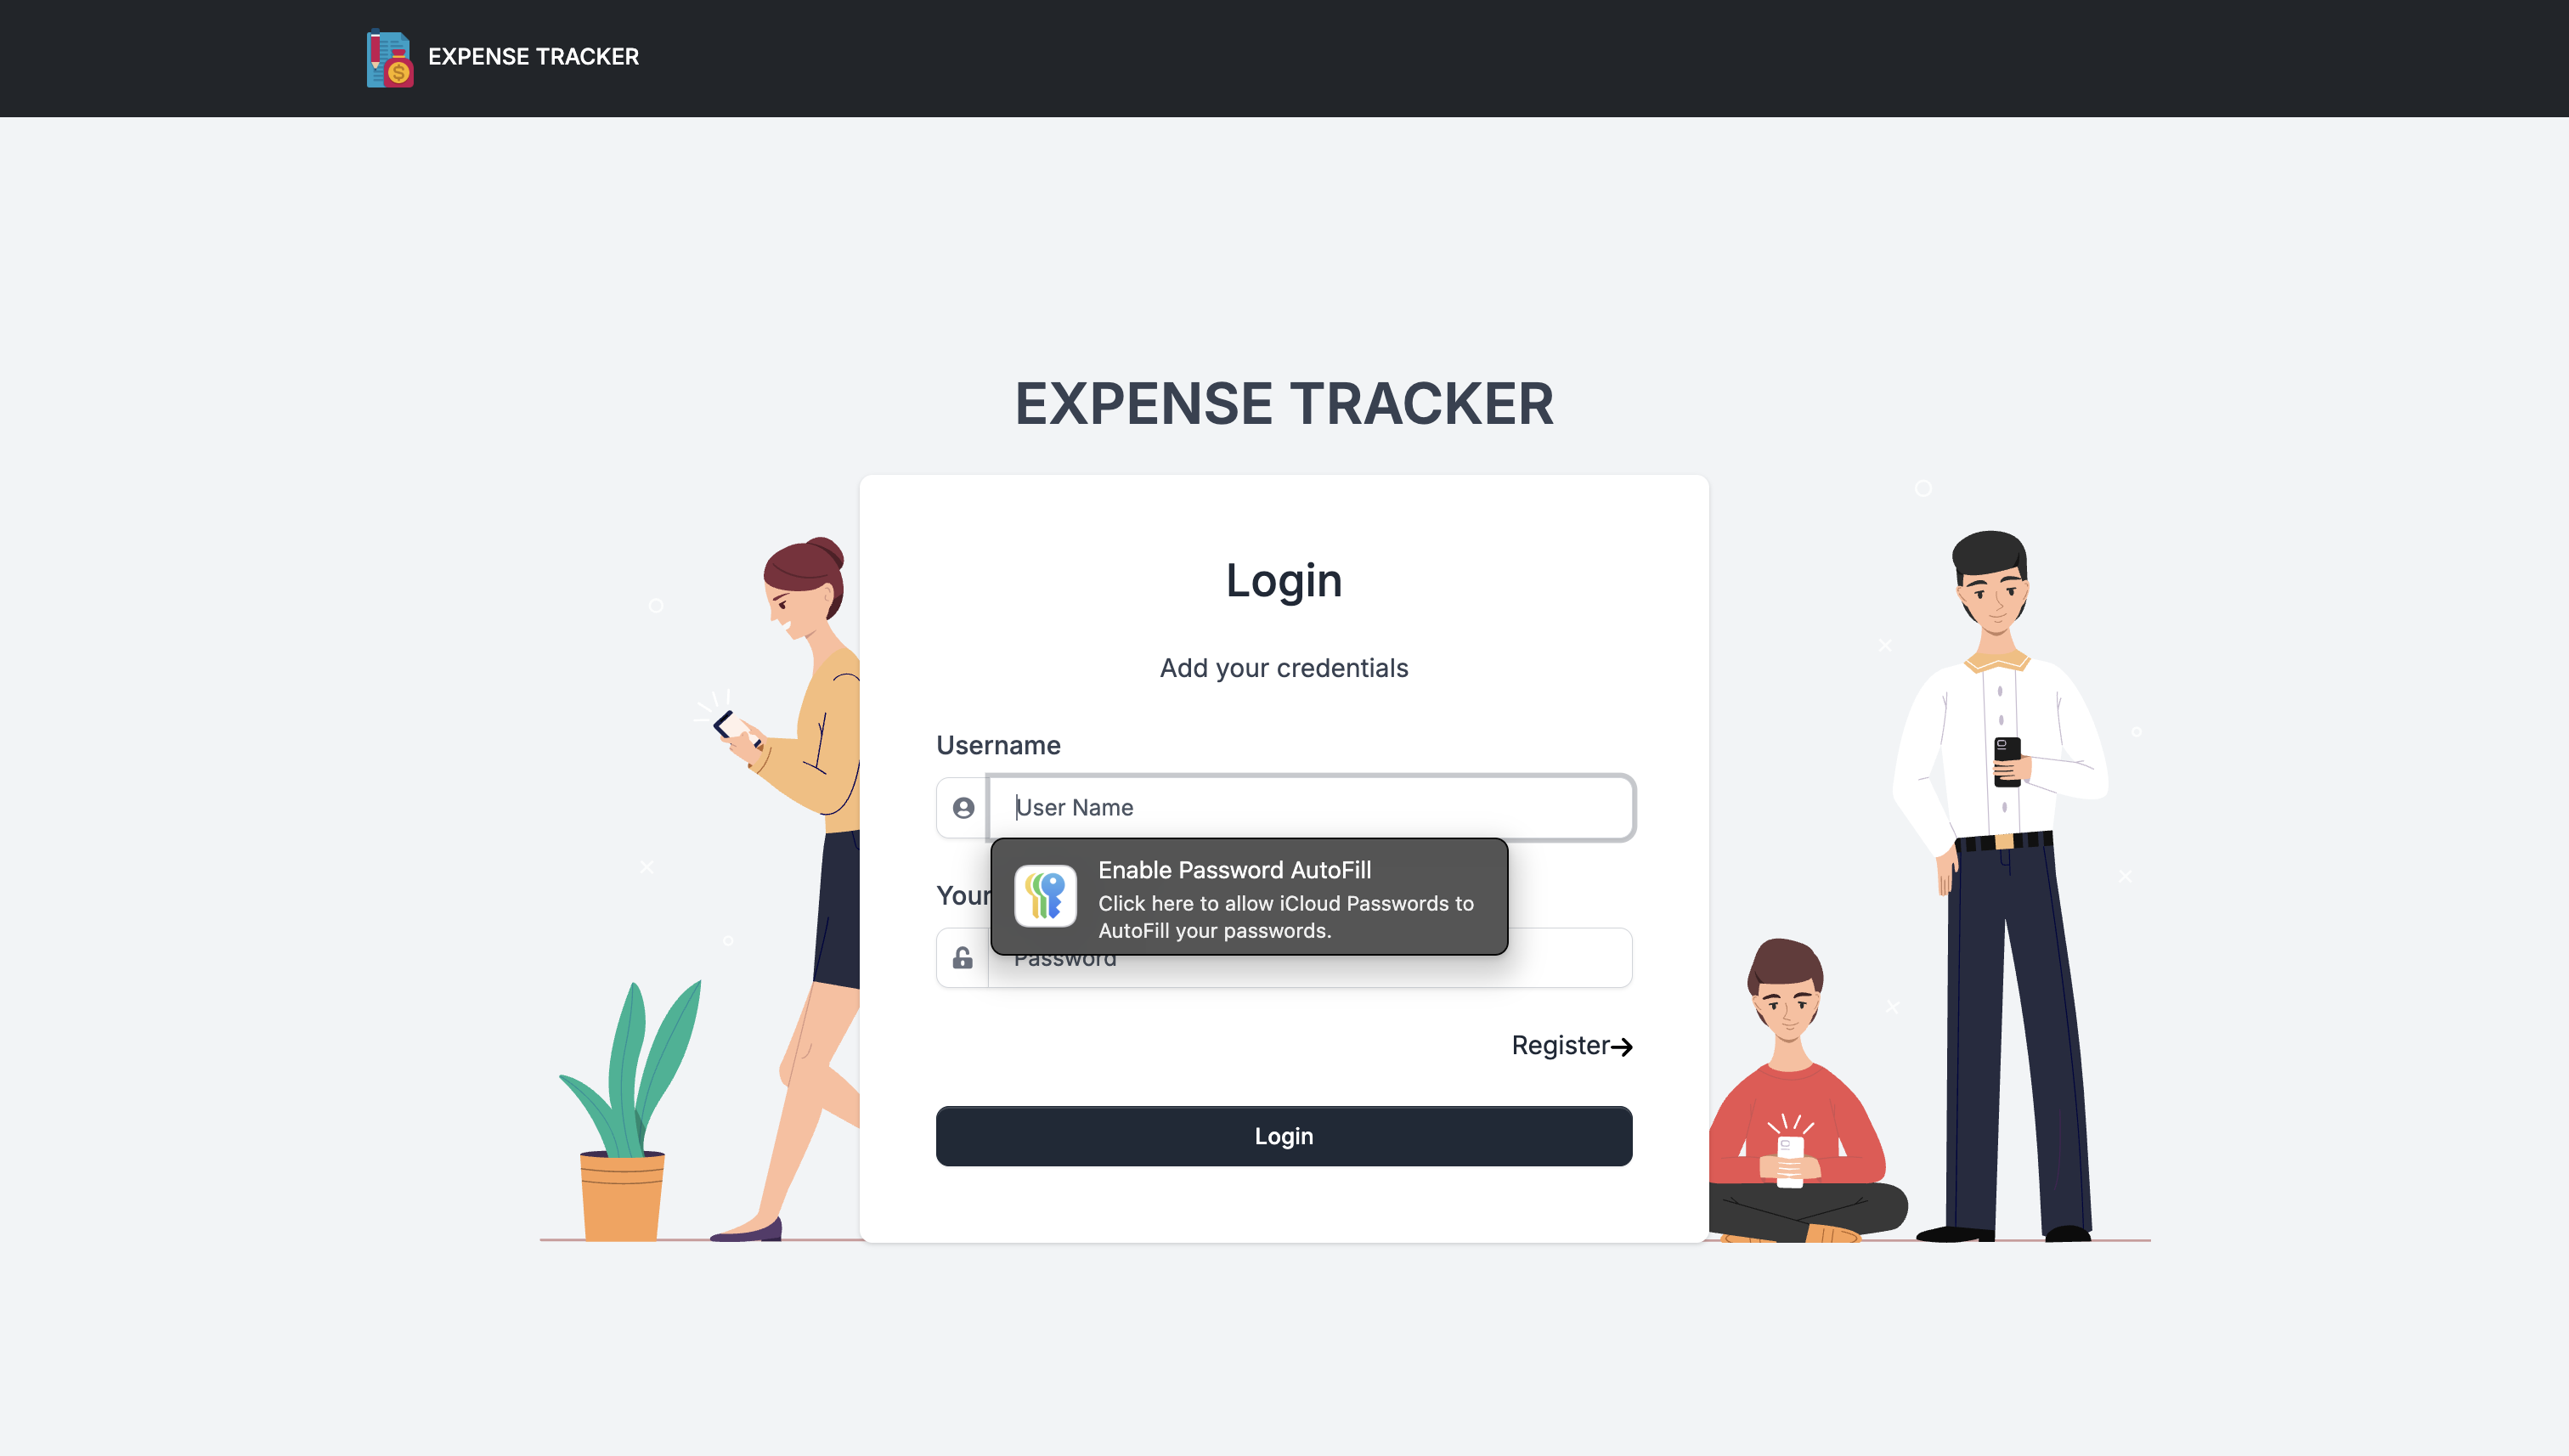 EXPENSE TRACKER
EXPENSE TRACKER
Login
Add your credentials
Username
User Name
Enable Password AutoFill
Click here to allow iCloud Passwords to
AutoFill your passwords.
Your
Password
Register
Login